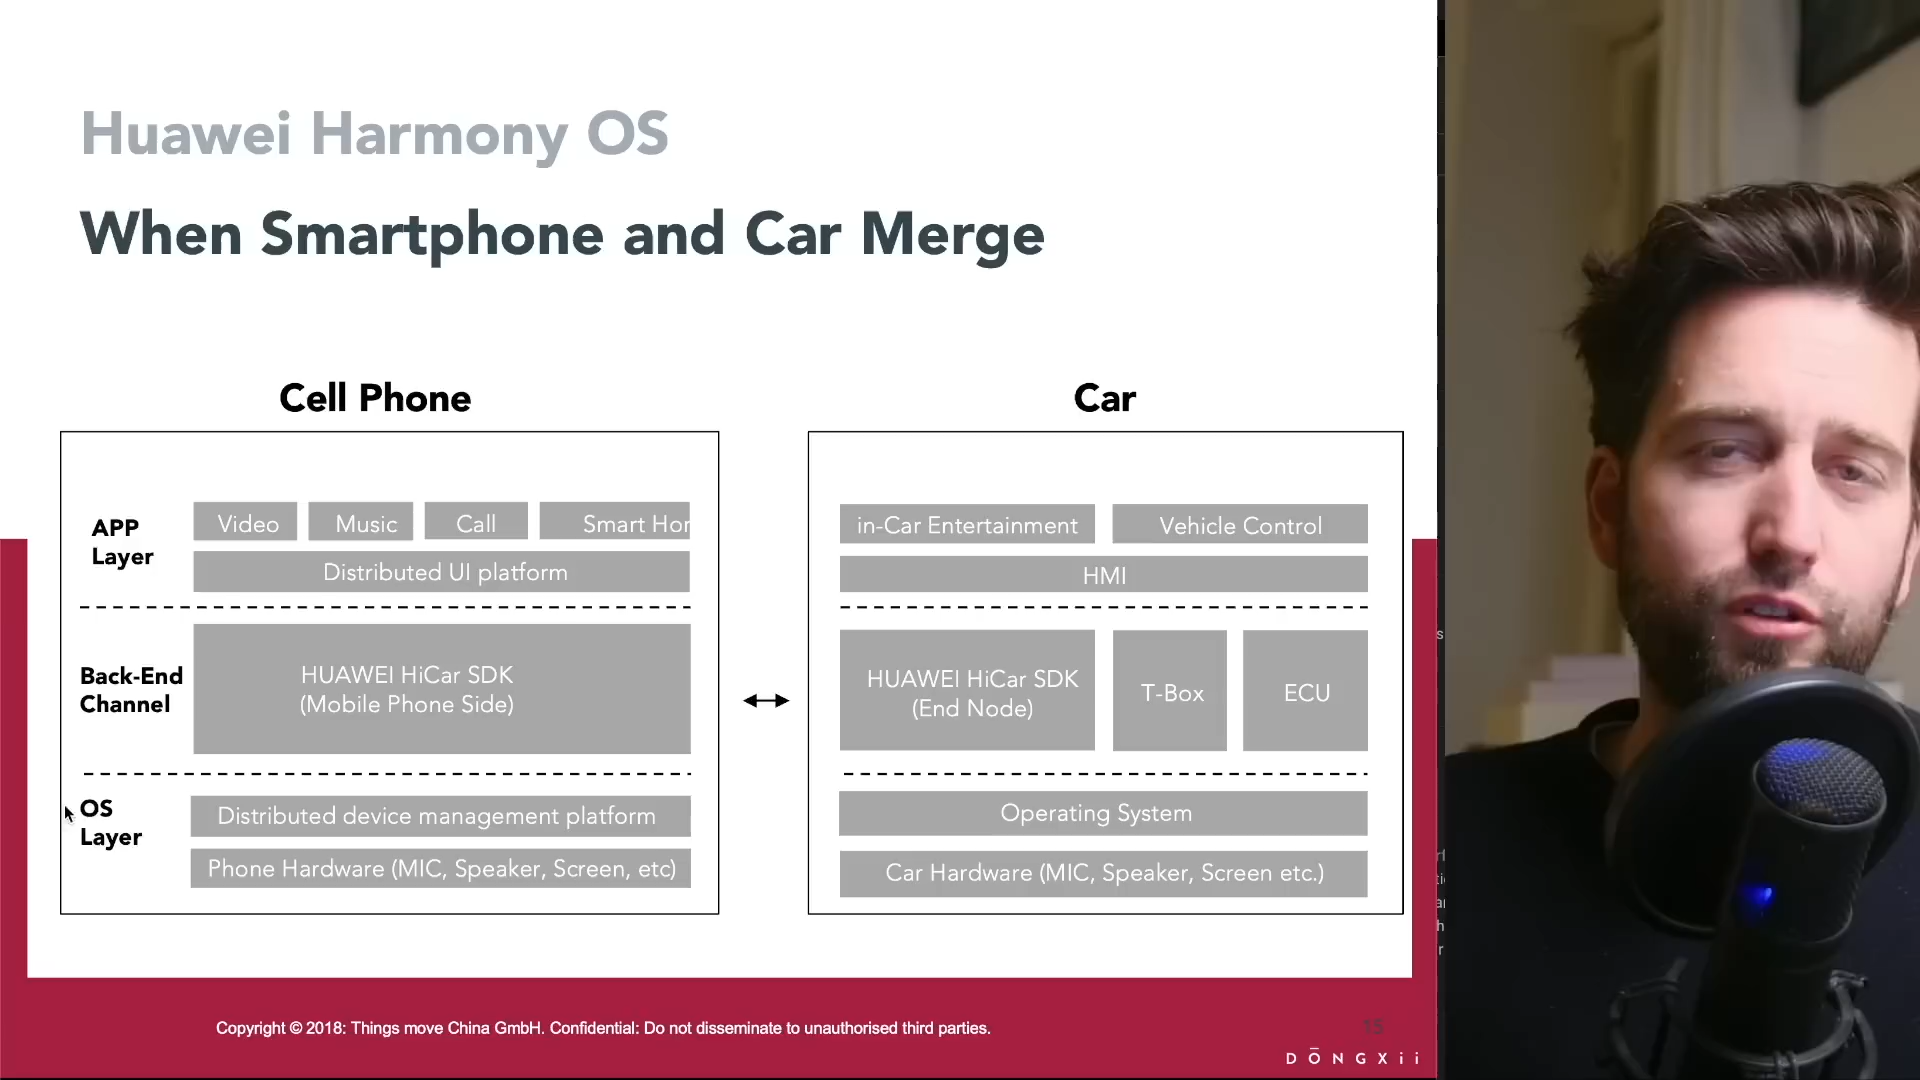 Huawei Harmony OS
When Smartphone and Car Merge
Cell Phone
APP
Layer
Video
Music
Call
Smart Hor
Distributed UI platform
Back-End
Channel
HUAWEI HiCar SDK
(Mobile Phone Side)
OS
Layer
Distributed device management platform
Phone Hardware (MIC, Speaker, Screen, etc)
Car
in-Car Entertainment
Vehicle Control
HMI
HUAWEI HiCar SDK
(End Node)
T-Box
ECU
Operating System
Car Hardware (MIC, Speaker, Screen etc.)
Copyright © 2018: Things move China GmbH. Confidential: Do not disseminate to unauthorised third parties.
15
DŌNGXii